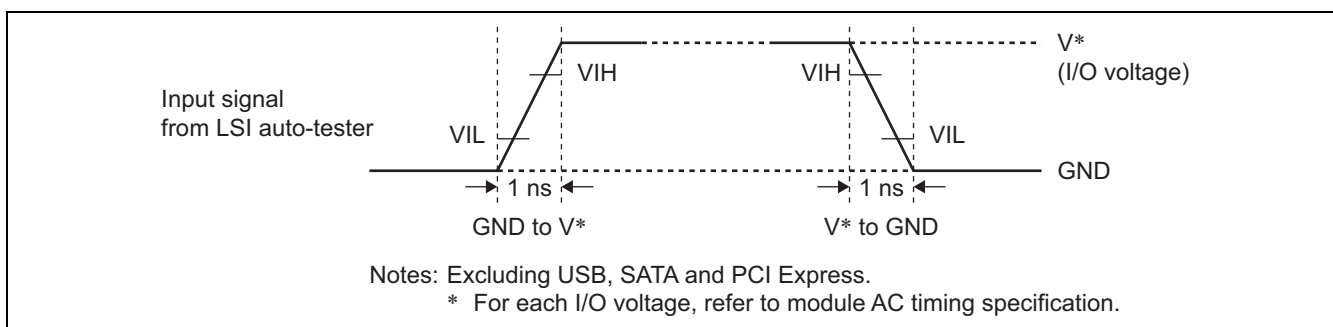 V*
(I/O voltage)
VIH
VIH
Input signal
from LSI auto-tester
VIL
VIL
GND
1 ns
1 ns
GND to V*
V* to GND
Notes: Excluding USB, SATA and PCI Express.
* For each I/O voltage, refer to module AC timing specification.